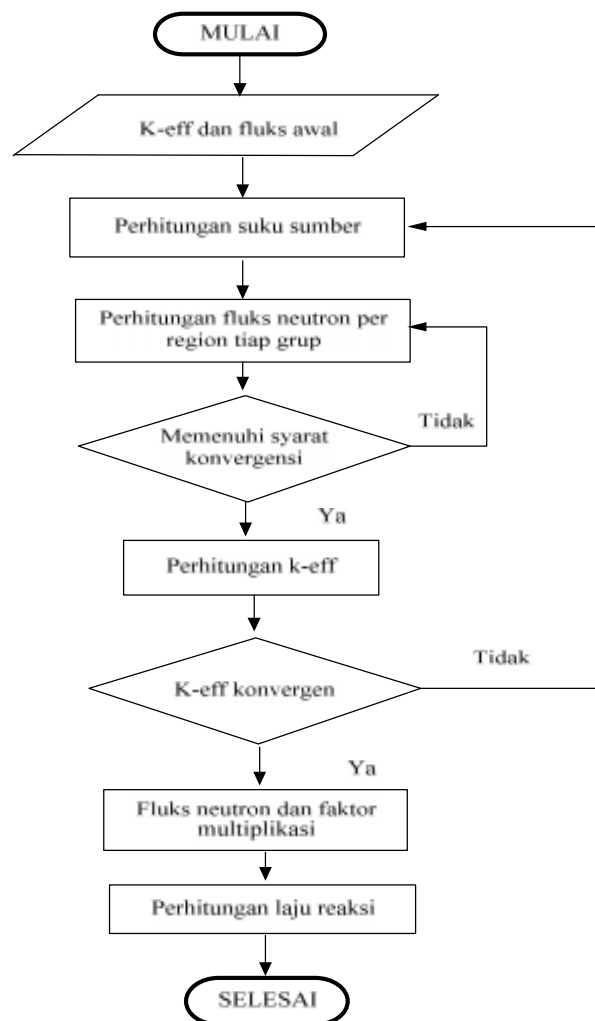 MULAI
K-eff dan fluks awal
Perhitungan suku sumber
Perhitungan fluks neutron per
region tiap grup
Tidak
Memenuhi syarat
konvergensi
Ya
Perhitungan k-eff
Tidak
K-eff konvergen
Ya
Fluks neutron dan faktor
multiplikasi
Perhitungan laju reaksi
SELESAI